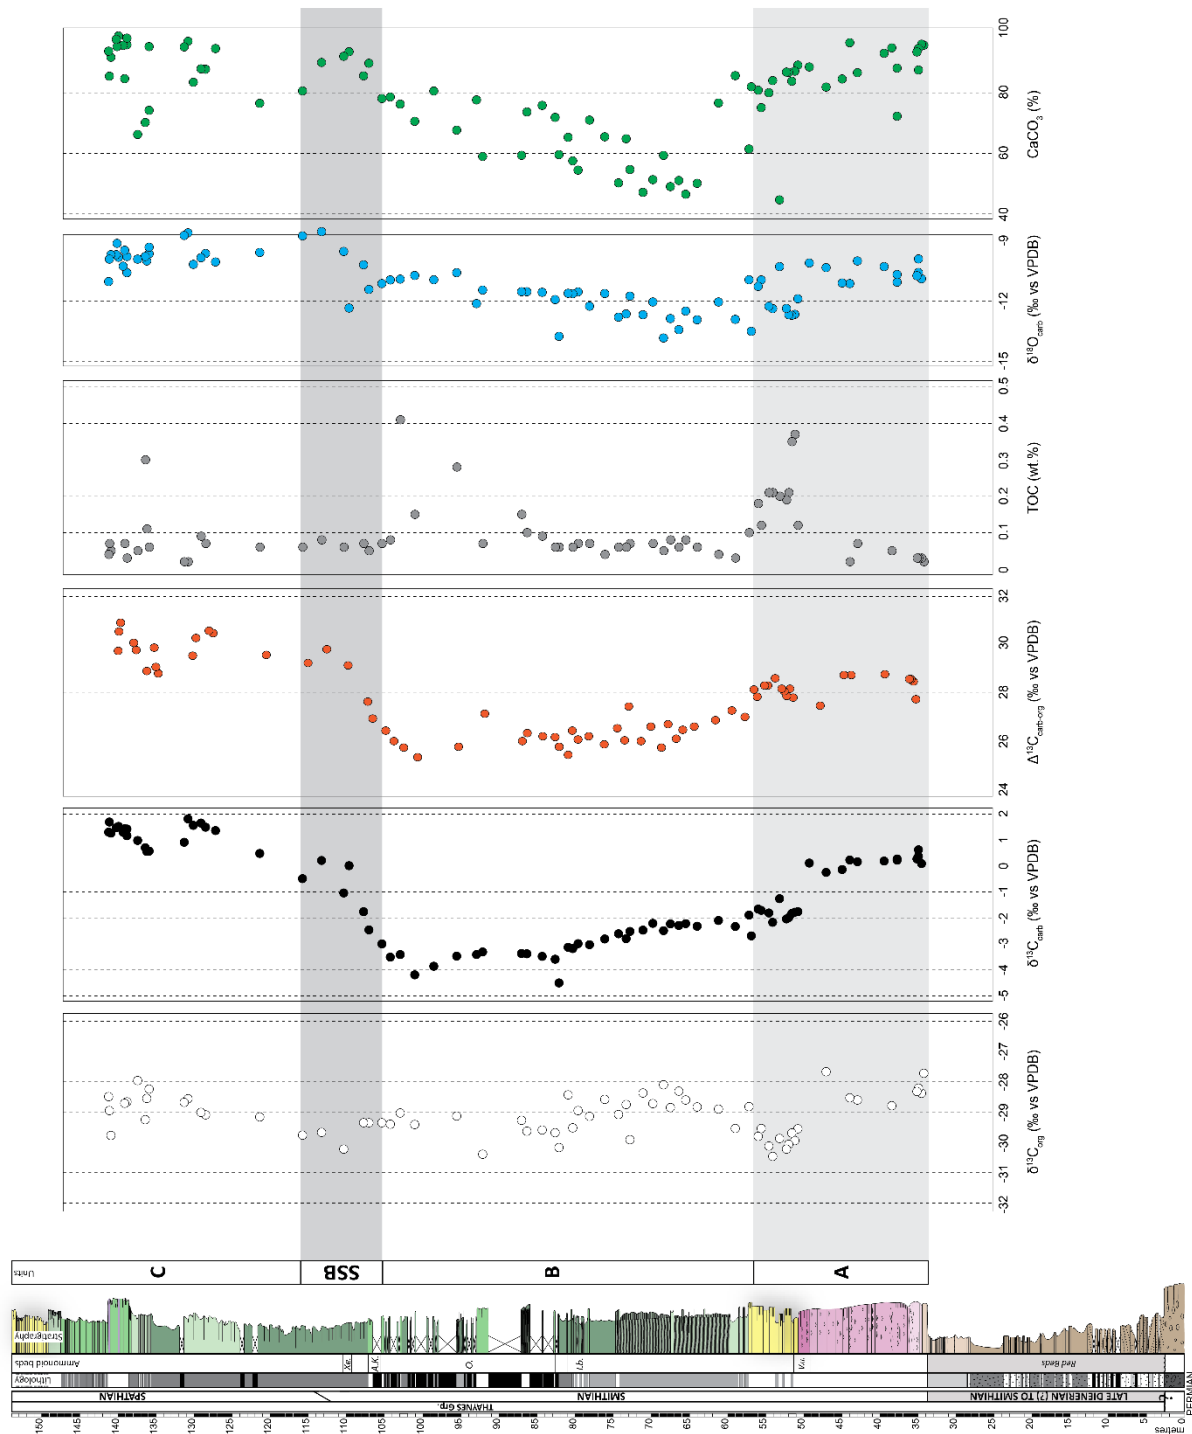 100
80
60
40
CaCO3 (%)
-9
-12
-15
δ18Ocarb (‰ vs VPDB)
0.5
0.4
0.3
0.2
0.1
0
TOC (wt.%)
32
30
28
26
24
Δ13Ccarb-org (‰ vs VPDB)
2
1
0
-1
-2
-3
-4
-5
δ13Ccarb (‰ vs VPDB)
-26
-27
-28
-29
-30
-31
-32
δ13Corg (‰ vs VPDB)
Units
C
SSB
B
A
Stratigraphy
Ammonoid beds
Xe.
A.K.
O.
I.b.
V.u.
Red Beds
Lithology
SPATHIAN
SMITHIAN
LATE DIENERIAN (?) TO SMITHIAN
THAYNES Grp.
PERMIAN
150
140
135
130
125
120
115
110
105
100
95
90
85
80
75
70
65
60
55
50
45
40
35
30
25
20
15
10
5
0
metres